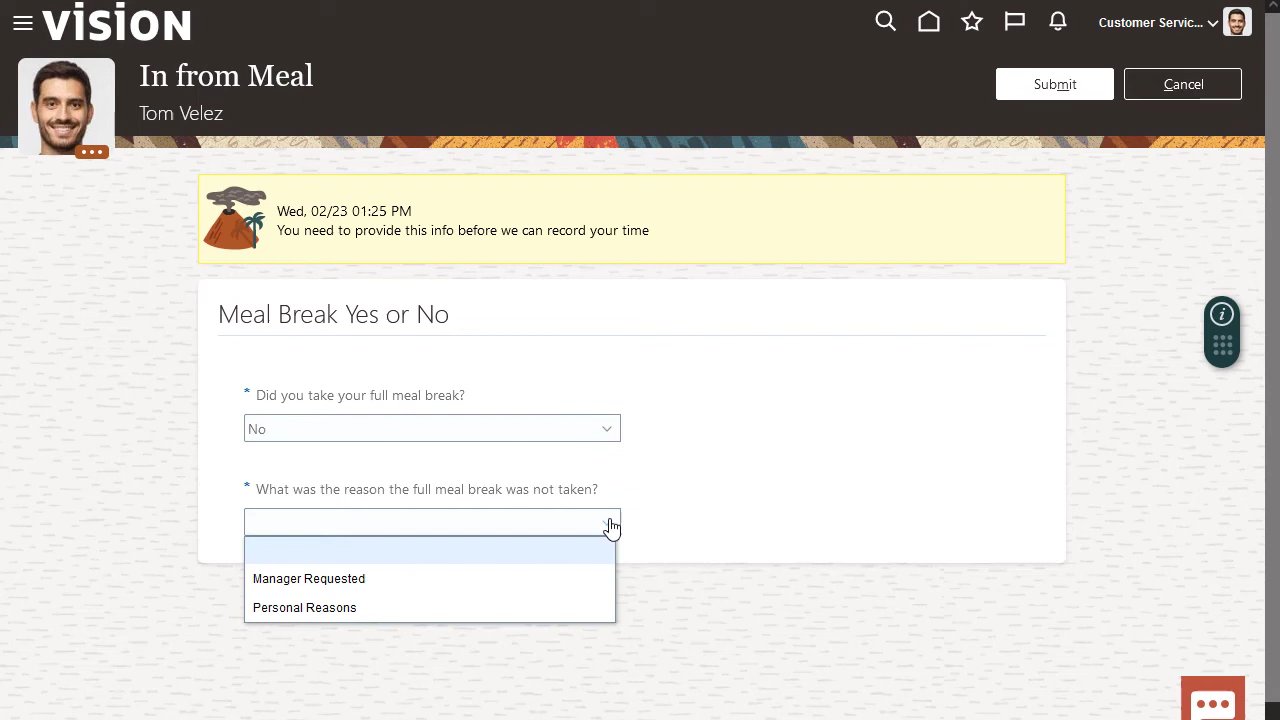 vision
Customer Servic...
In from Meal
Tom Velez
Submit
Cancel
Wed, 02/23 01:25 PM
You need to provide this info before we can record your time
Meal Break Yes or No
* Did you take your full meal break?
No
* What was the reason the full meal break was not taken?
Manager Requested
Personal Reasons